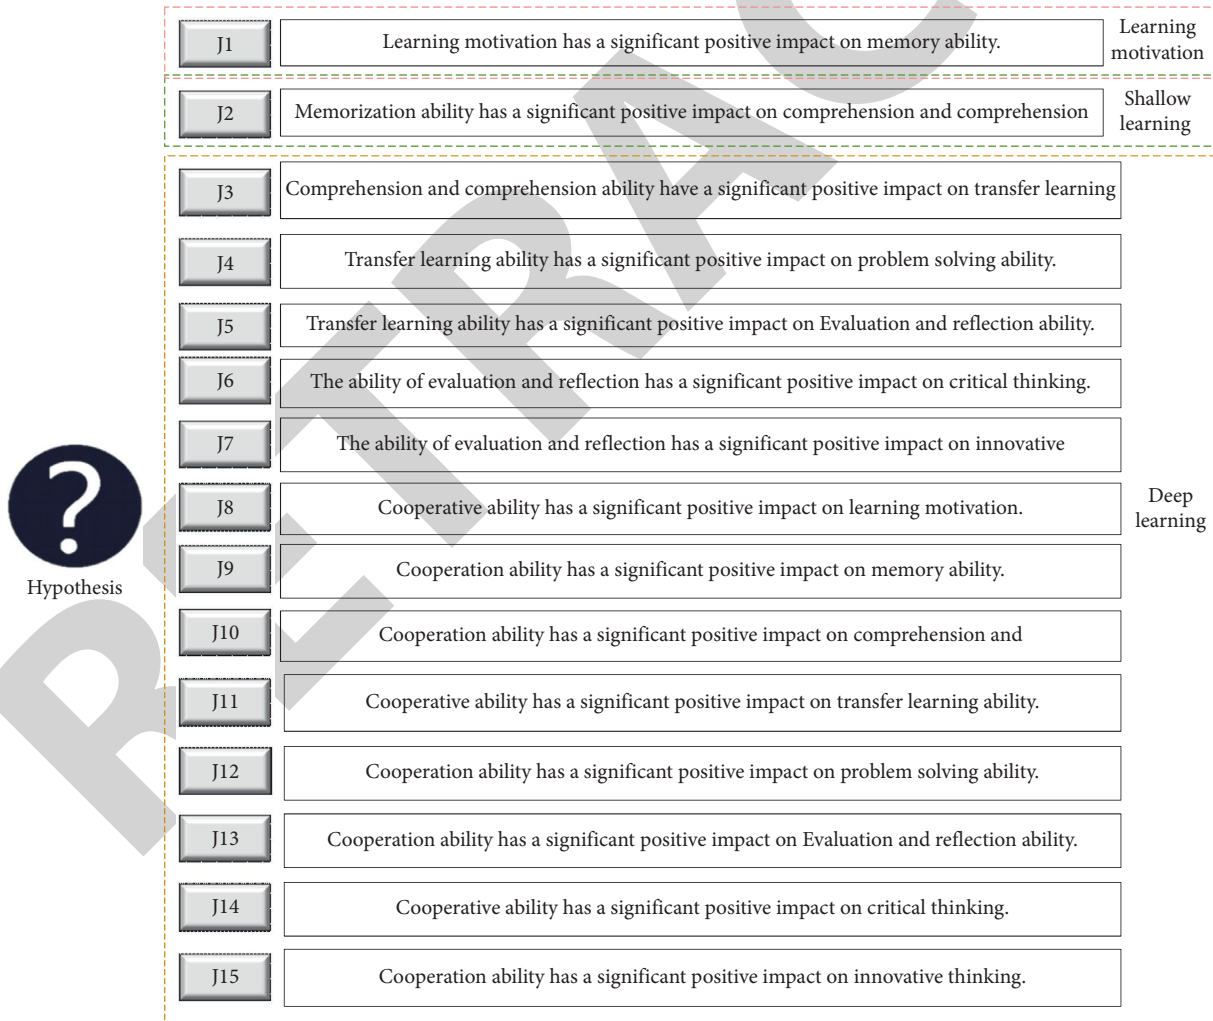 J1 Learning motivation has a significant positive impact on memory ability.
Learning
motivation
J2 Memorization ability has a significant positive impact on comprehension and comprehension
Shallow
learning
J3 Comprehension and comprehension ability have a significant positive impact on transfer learning
J4 Transfer learning ability has a significant positive impact on problem solving ability.
J5 Transfer learning ability has a significant positive impact on Evaluation and reflection ability.
J6 The ability of evaluation and reflection has a significant positive impact on critical thinking.
J7 The ability of evaluation and reflection has a significant positive impact on innovative
J8 Cooperative ability has a significant positive impact on learning motivation.
Deep
learning
?
Hypothesis
J9 Cooperation ability has a significant positive impact on memory ability.
J10 Cooperation ability has a significant positive impact on comprehension and
J11 Cooperative ability has a significant positive impact on transfer learning ability.
J12 Cooperation ability has a significant positive impact on problem solving ability.
J13 Cooperation ability has a significant positive impact on Evaluation and reflection ability.
J14 Cooperative ability has a significant positive impact on critical thinking.
J15 Cooperation ability has a significant positive impact on innovative thinking.
RETRAC